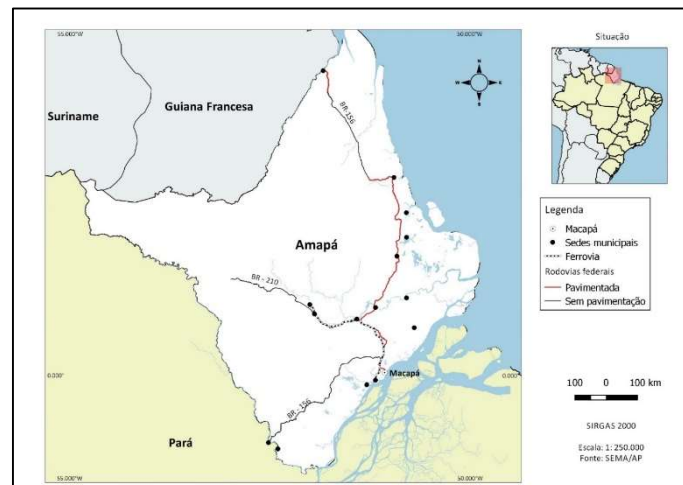 55.000°W
50.000°W
Situação
Guiana Francesa
Suriname
BR-156
Amapá
BR - 210
Legenda
Macapá
Sedes municipais
Ferrovia
Rodovias federais
Pavimentada
Sem pavimentação
0.000°
Macapá
0.000°
BR - 156
100 0 100 km
Pará
SIRGAS 2000
Escala: 1: 250.000
Fonte: SEMA/AP
55.000°W
50.000°W